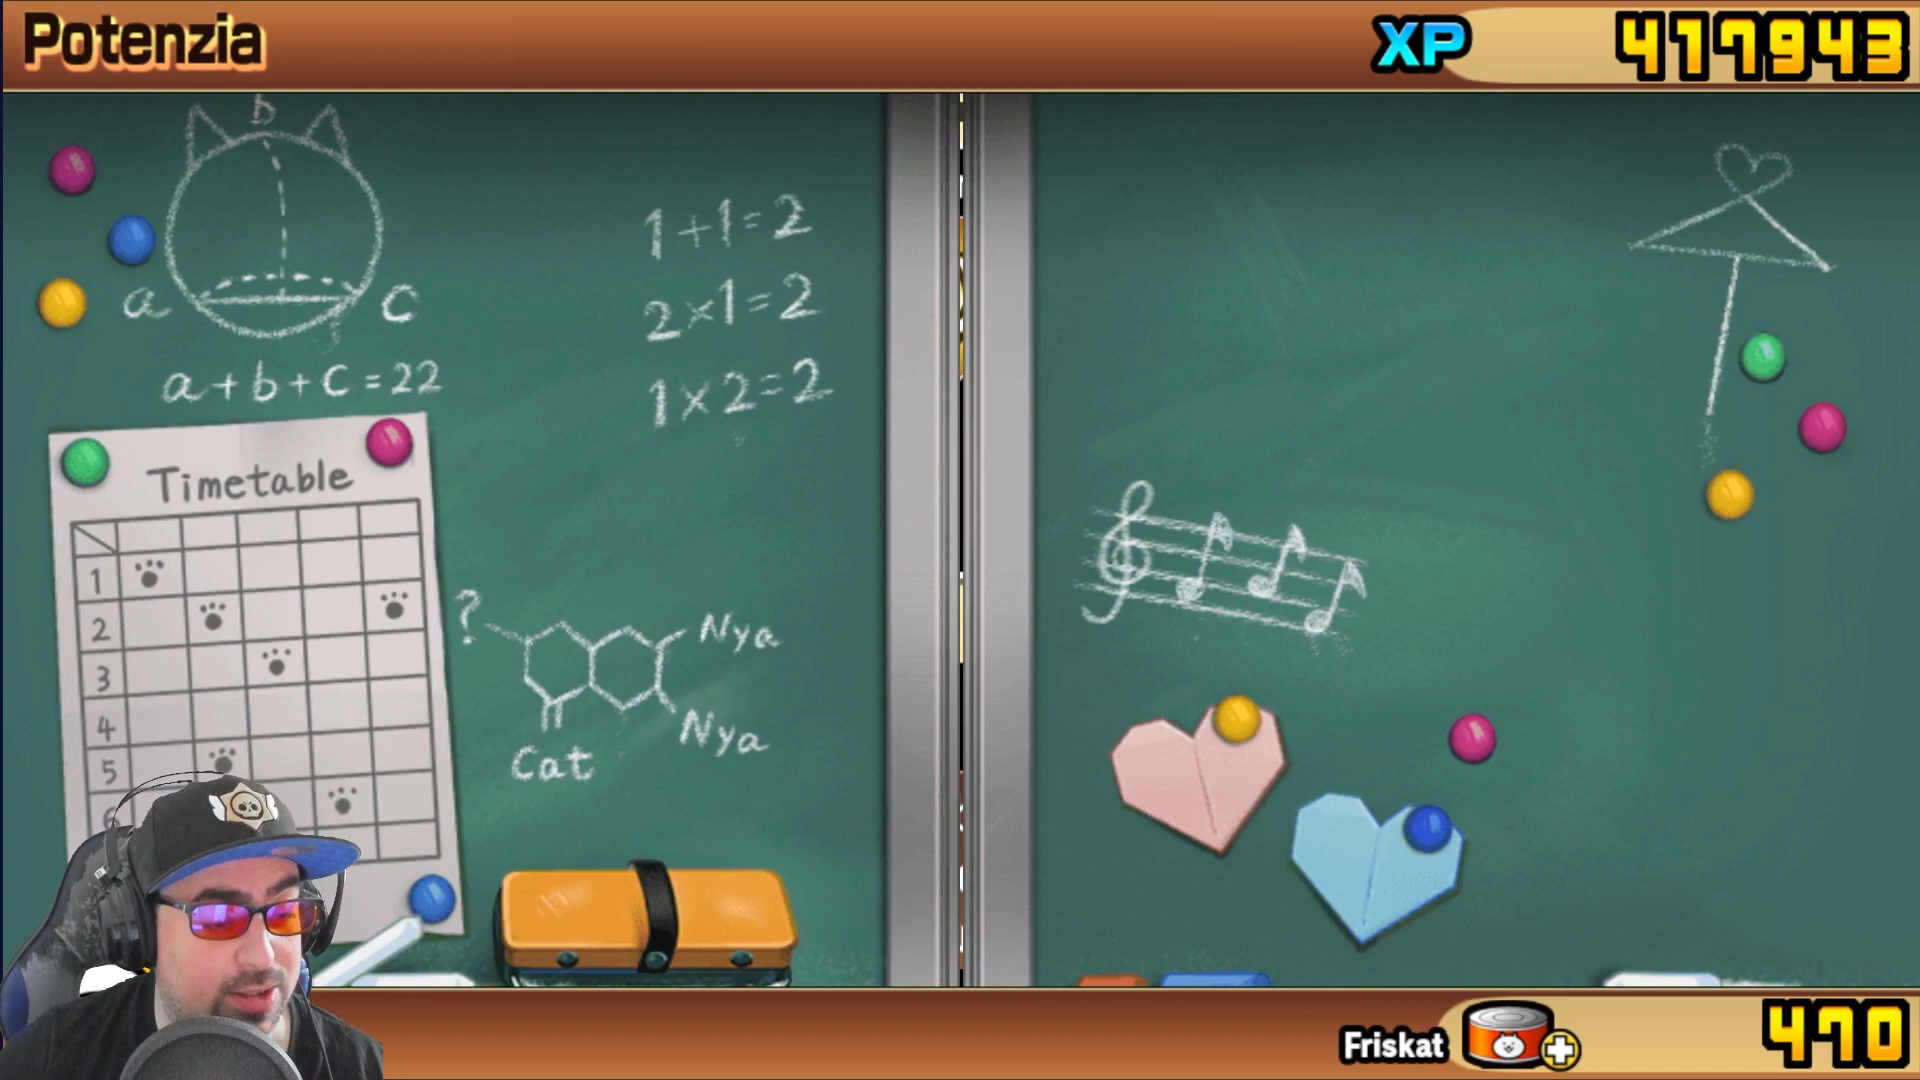 Potenzia
XP 417943
b
a c
a+b+c=22
1+1=2
2×1=2
1×2=2
Timetable
1
2
3
4
5
6
?
Nya
Nya
Cat
Friskat
470